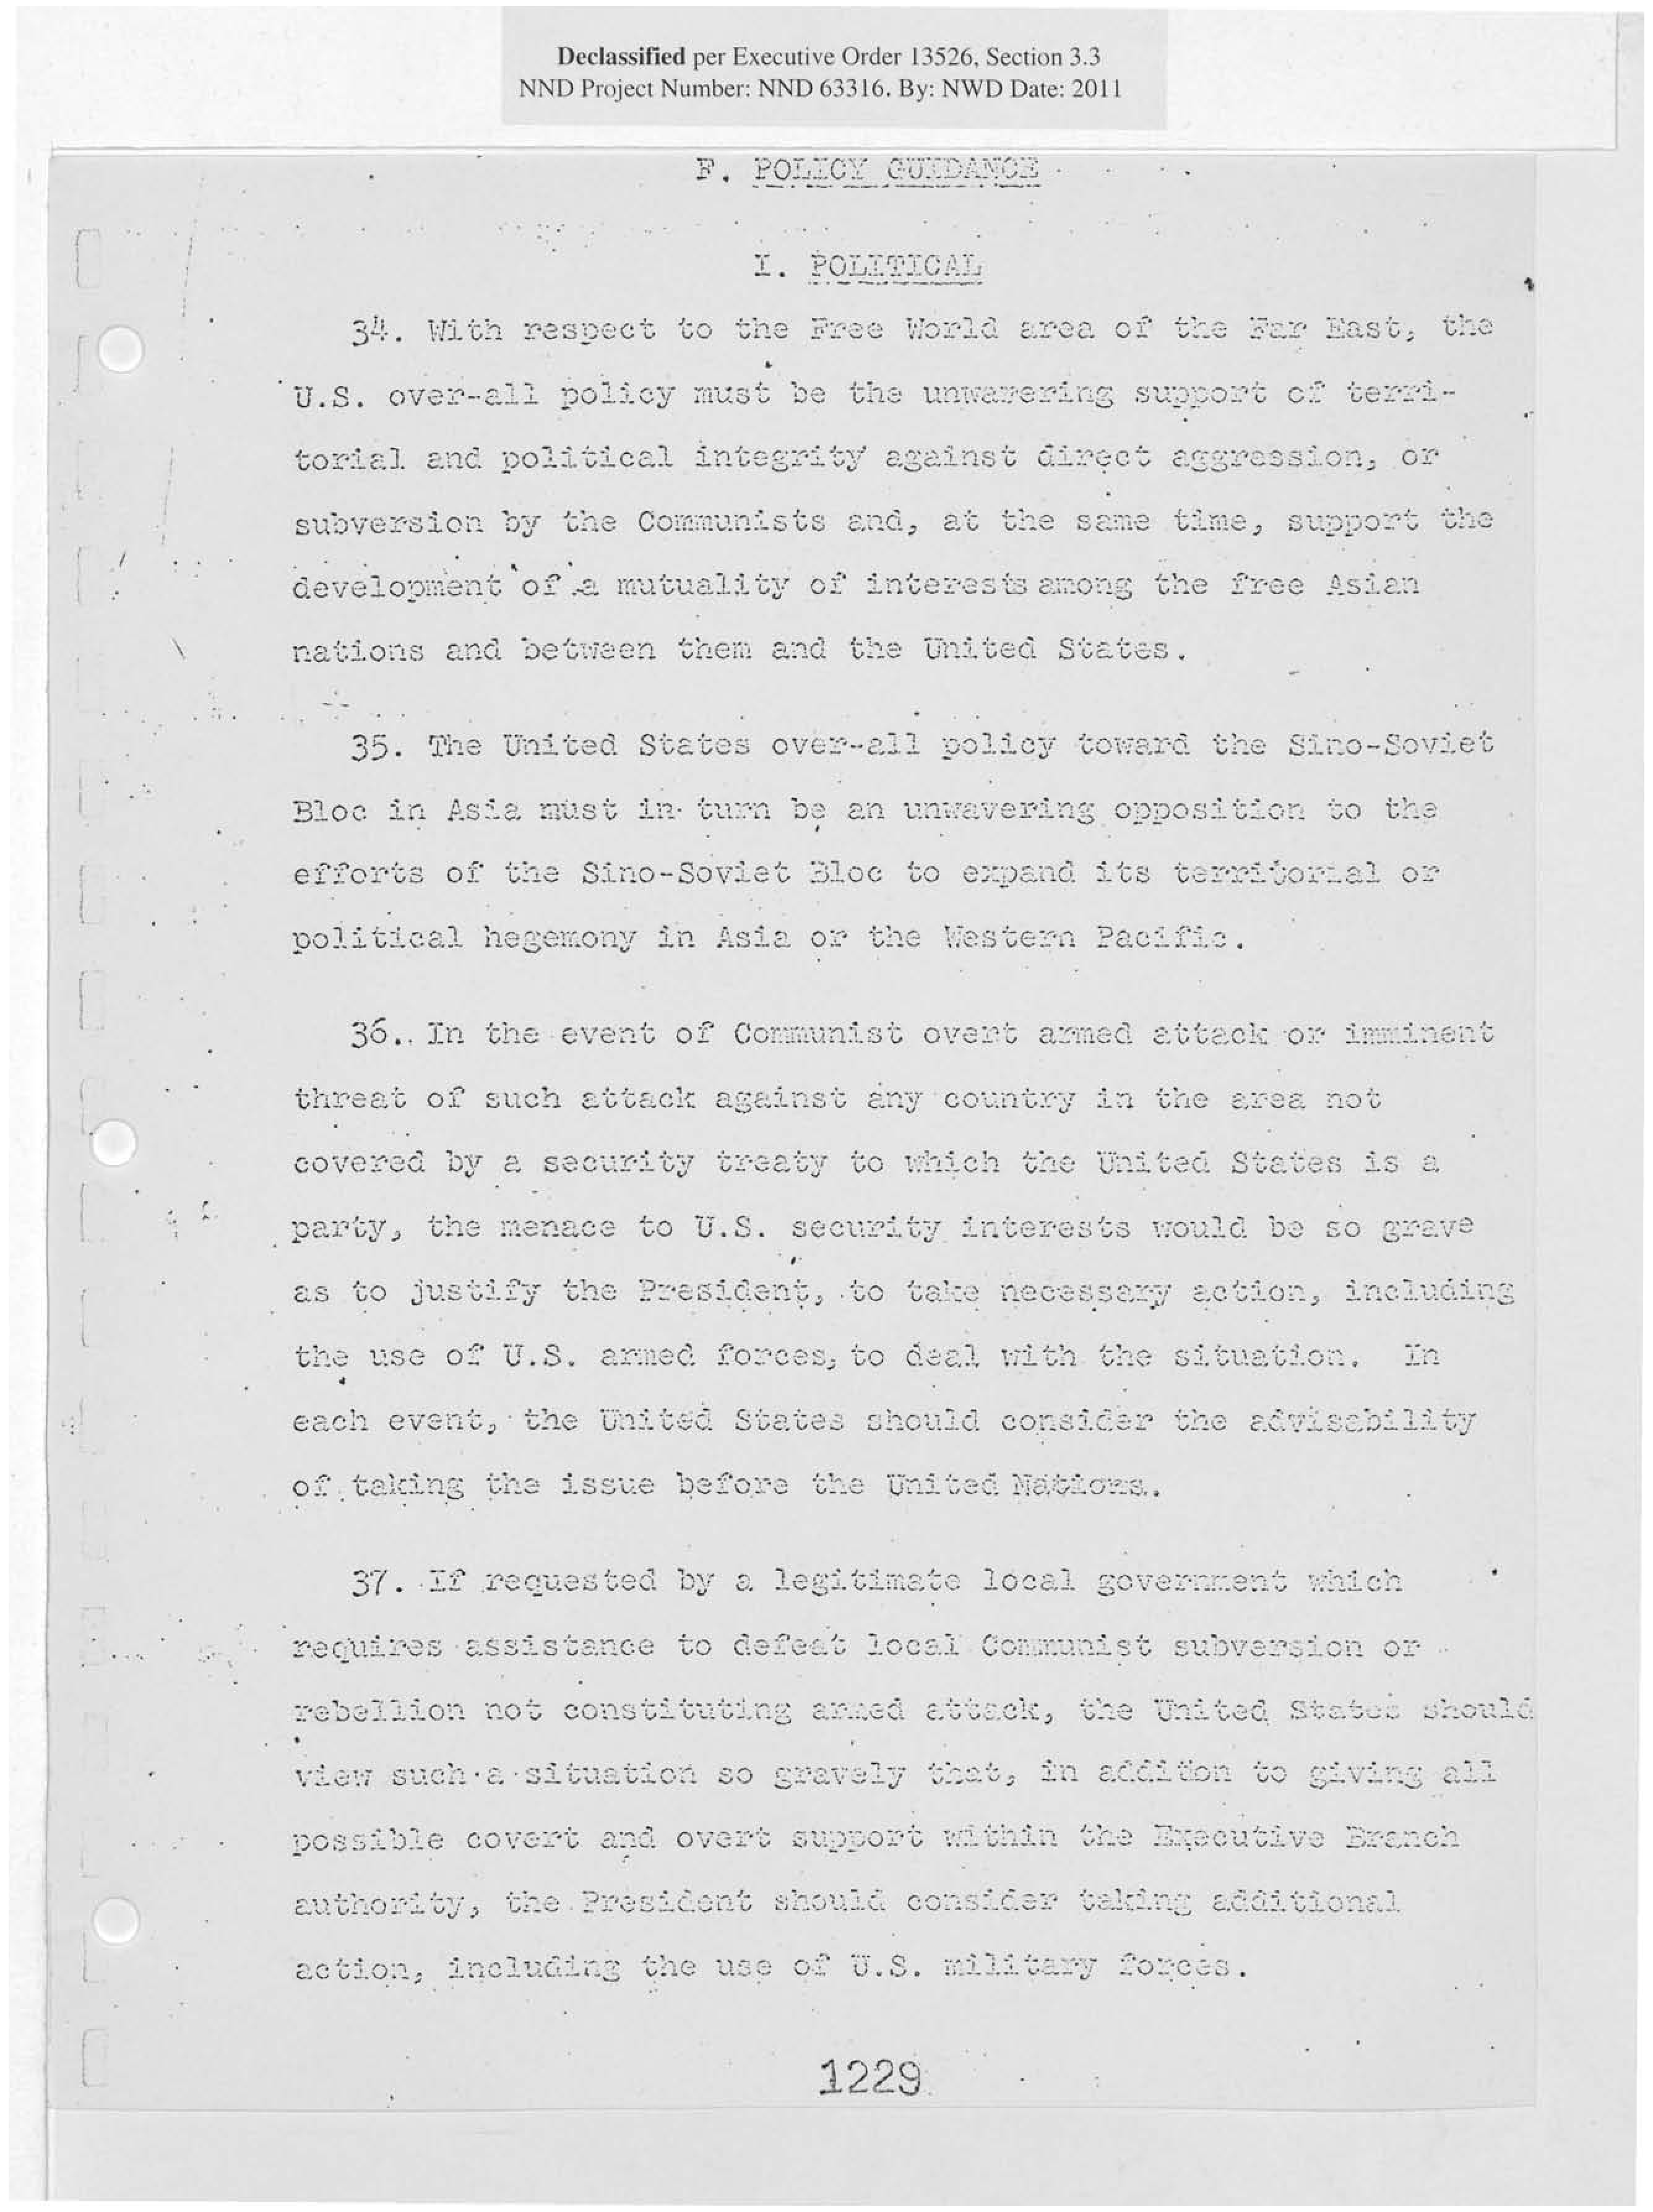 Declassified per Executive Order 13526, Section 3.3
NND Project Number: NND 63316. By: NWD Date: 2011
F. POLICY GUIDANCE
I. POLITICAL
34. With respect to the Free World area of the Far East, the
U.S. over-all policy must be the unwarering support of terri-
torial and political integrity against direct aggression, or
subversion by the Communists and, at the same time, support the
development of a mutuality of interests among the free Asian
nations and between them and the United States.
35. The United States over-all policy toward the Sino-Soviet
Bloc in Asia must in turn be an unwavering opposition to the
efforts of the Sino-Soviet Bloc to expand its territorial or
political hegemony in Asia or the Western Pacific.
36. In the event of Communist overt armed attack or imminent
threat of such attack against any country in the area not
covered by a security treaty to which the United States is a
party, the menace to U.S. security interests would be so grave
as to justify the President, to take necessary action, including
the use of U.S. armed forces, to deal with the situation. In
each event, the United States should consider the advisability
of taking the issue before the United Nations.
37. If requested by a legitimate local government which
requires assistance to defeat local Communist subversion or
rebellion not constituting armed attack, the United States should
view such a situation so gravely that, in additon to giving all
possible covert and overt support within the Executive Branch
authority, the President should consider taking additional
action, including the use of U.S. military forces.
1229